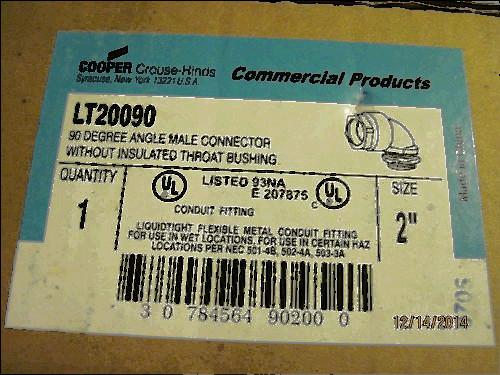 COOPER Crouse-Hinds
Syracuse, New York 13221 U.S.A.
Commercial Products
LT20090
90 DEGREE ANGLE MALE CONNECTOR
WITHOUT INSULATED THROAT BUSHING
QUANTITY
1
UL
LISTED 93NA
E 207875
C UL
SIZE
2"
CONDUIT FITTING
LIQUIDTIGHT FLEXIBLE METAL CONDUIT FITTING
FOR USE IN WET LOCATIONS. FOR USE IN CERTAIN HAZ
LOCATIONS PER NEC 501-4B, 502-4A, 503-3A
3 0 784564 90200 0
12/14/2014